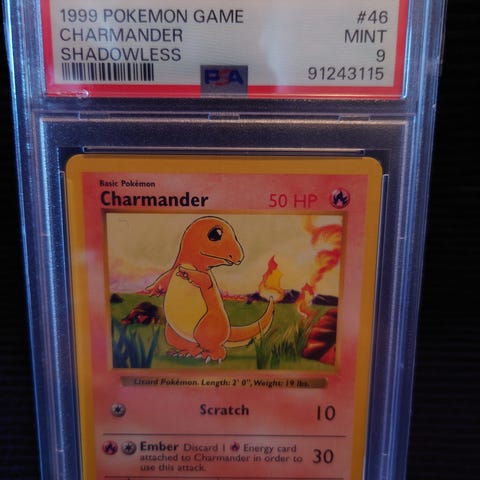 1999 POKEMON GAME #46
CHARMANDER MINT
SHADOWLESS 9
PSA 91243115
Basic Pokémon
Charmander 50 HP
Lizard Pokémon. Length: 2' 0", Weight: 19 lbs.
Scratch 10
Ember Discard 1 Energy card
attached to Charmander in order to
use this attack. 30